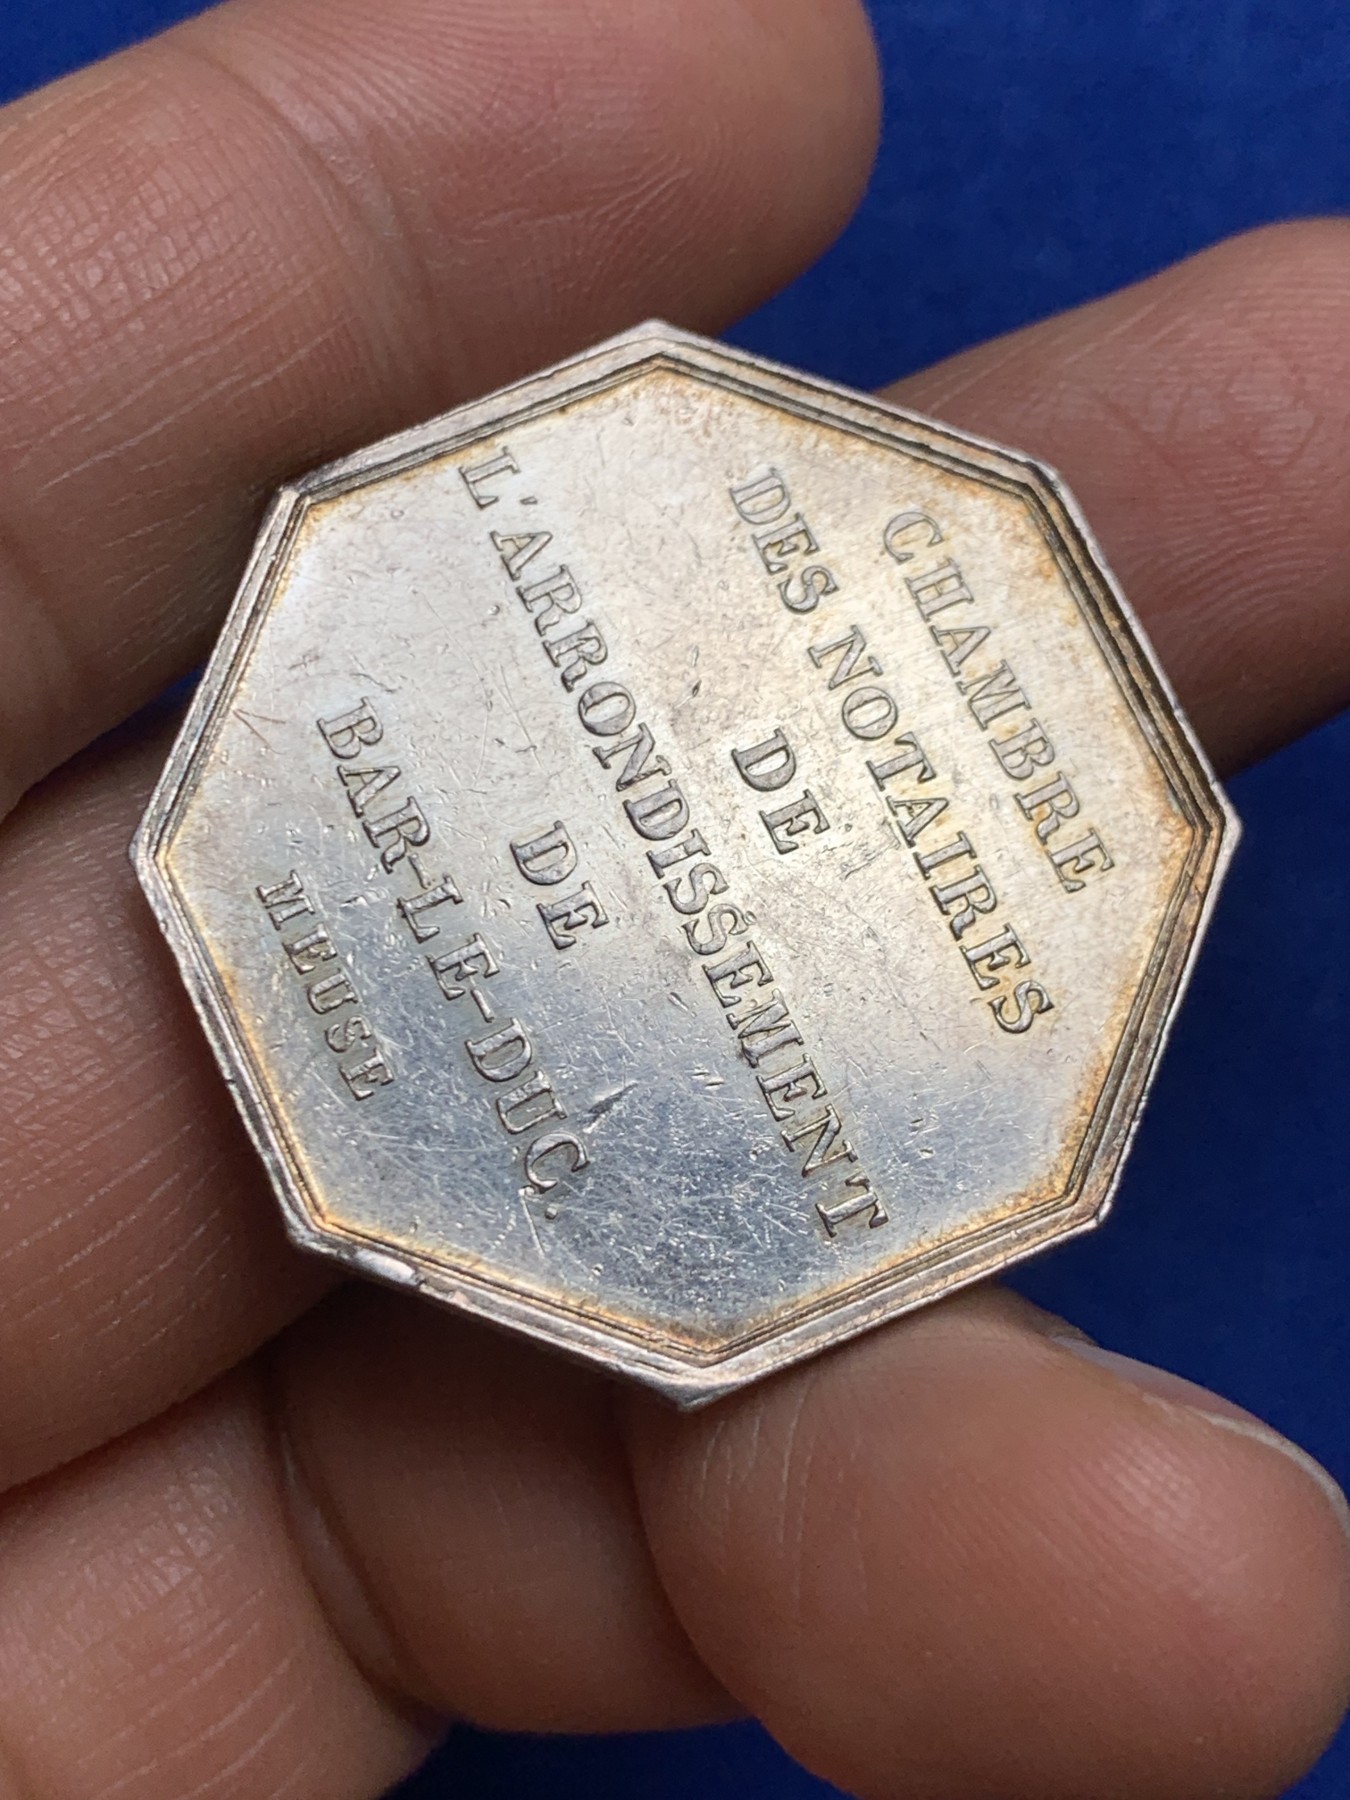 CHAMBRE
DES NOTAIRES
DE
L'ARRONDISSEMENT
DE
BAR-LE-DUC.
MEUSE